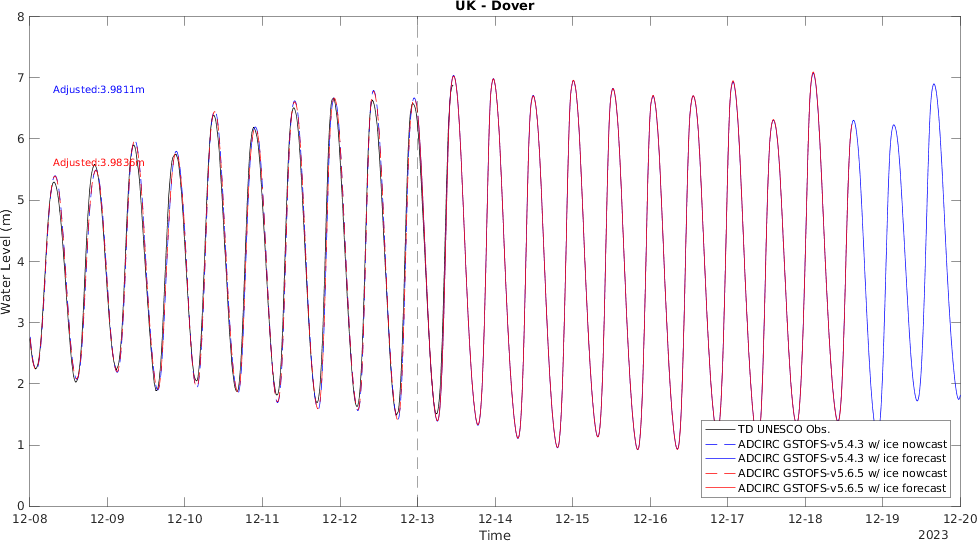 UK - Dover
8
7
6
5
4
3
2
1
0
Water Level (m)
Adjusted:3.9811m
Adjusted:3.9836m
TD UNESCO Obs.
ADCIRC GSTOFS-v5.4.3 w/ ice nowcast
ADCIRC GSTOFS-v5.4.3 w/ ice forecast
ADCIRC GSTOFS-v5.6.5 w/ ice nowcast
ADCIRC GSTOFS-v5.6.5 w/ ice forecast
12-08 12-09 12-10 12-11 12-12 12-13 12-14 12-15 12-16 12-17 12-18 12-19 12-20
Time
2023